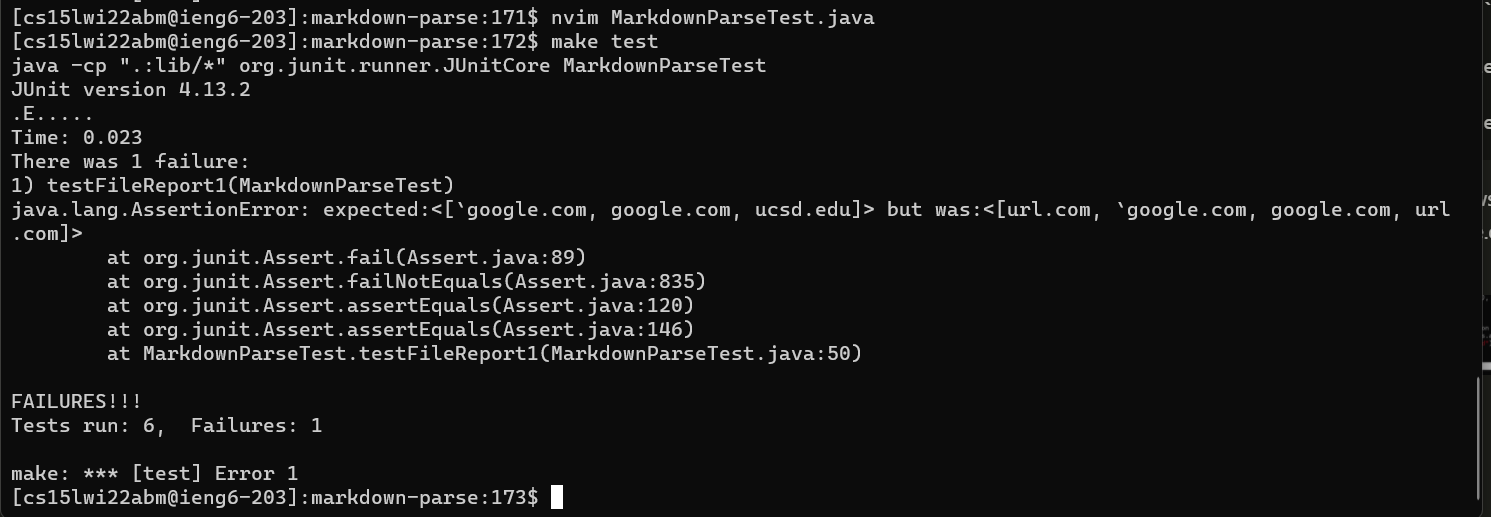 [cs15lwi22abm@ieng6-203]:markdown-parse:171$ nvim MarkdownParseTest.java
[cs15lwi22abm@ieng6-203]:markdown-parse:172$ make test
java -cp ".:lib/*" org.junit.runner.JUnitCore MarkdownParseTest
JUnit version 4.13.2
.E.....
Time: 0.023
There was 1 failure:
1) testFileReport1(MarkdownParseTest)
java.lang.AssertionError: expected:<[`google.com, google.com, ucsd.edu]> but was:<[url.com, `google.com, google.com, url
.com]>
        at org.junit.Assert.fail(Assert.java:89)
        at org.junit.Assert.failNotEquals(Assert.java:835)
        at org.junit.Assert.assertEquals(Assert.java:120)
        at org.junit.Assert.assertEquals(Assert.java:146)
        at MarkdownParseTest.testFileReport1(MarkdownParseTest.java:50)
FAILURES!!!
Tests run: 6,  Failures: 1
make: *** [test] Error 1
[cs15lwi22abm@ieng6-203]:markdown-parse:173$